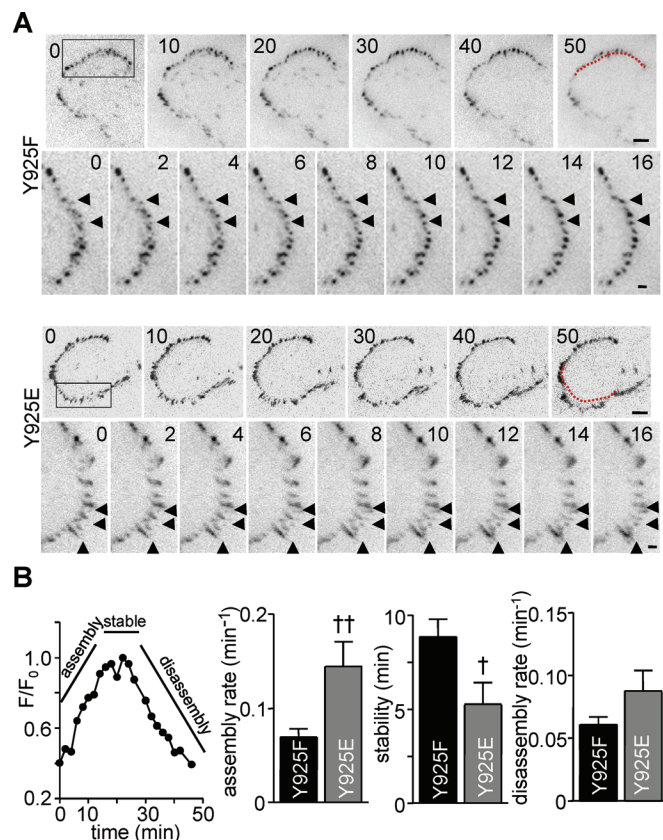 A
Y925F
0 10 20 30 40 50
0 2 4 6 8 10 12 14 16
Y925E
0 10 20 30 40 50
0 2 4 6 8 10 12 14 16
B
F/F0
1.0
0.6
0.2
0 10 30 50
time (min)
assembly
stable
disassembly
assembly rate (min-1)
0.2
0.1
0
††
Y925F Y925E
stability (min)
10
5
0
†
Y925F Y925E
disassembly rate (min-1)
0.15
0.10
0.05
0
Y925F Y925E